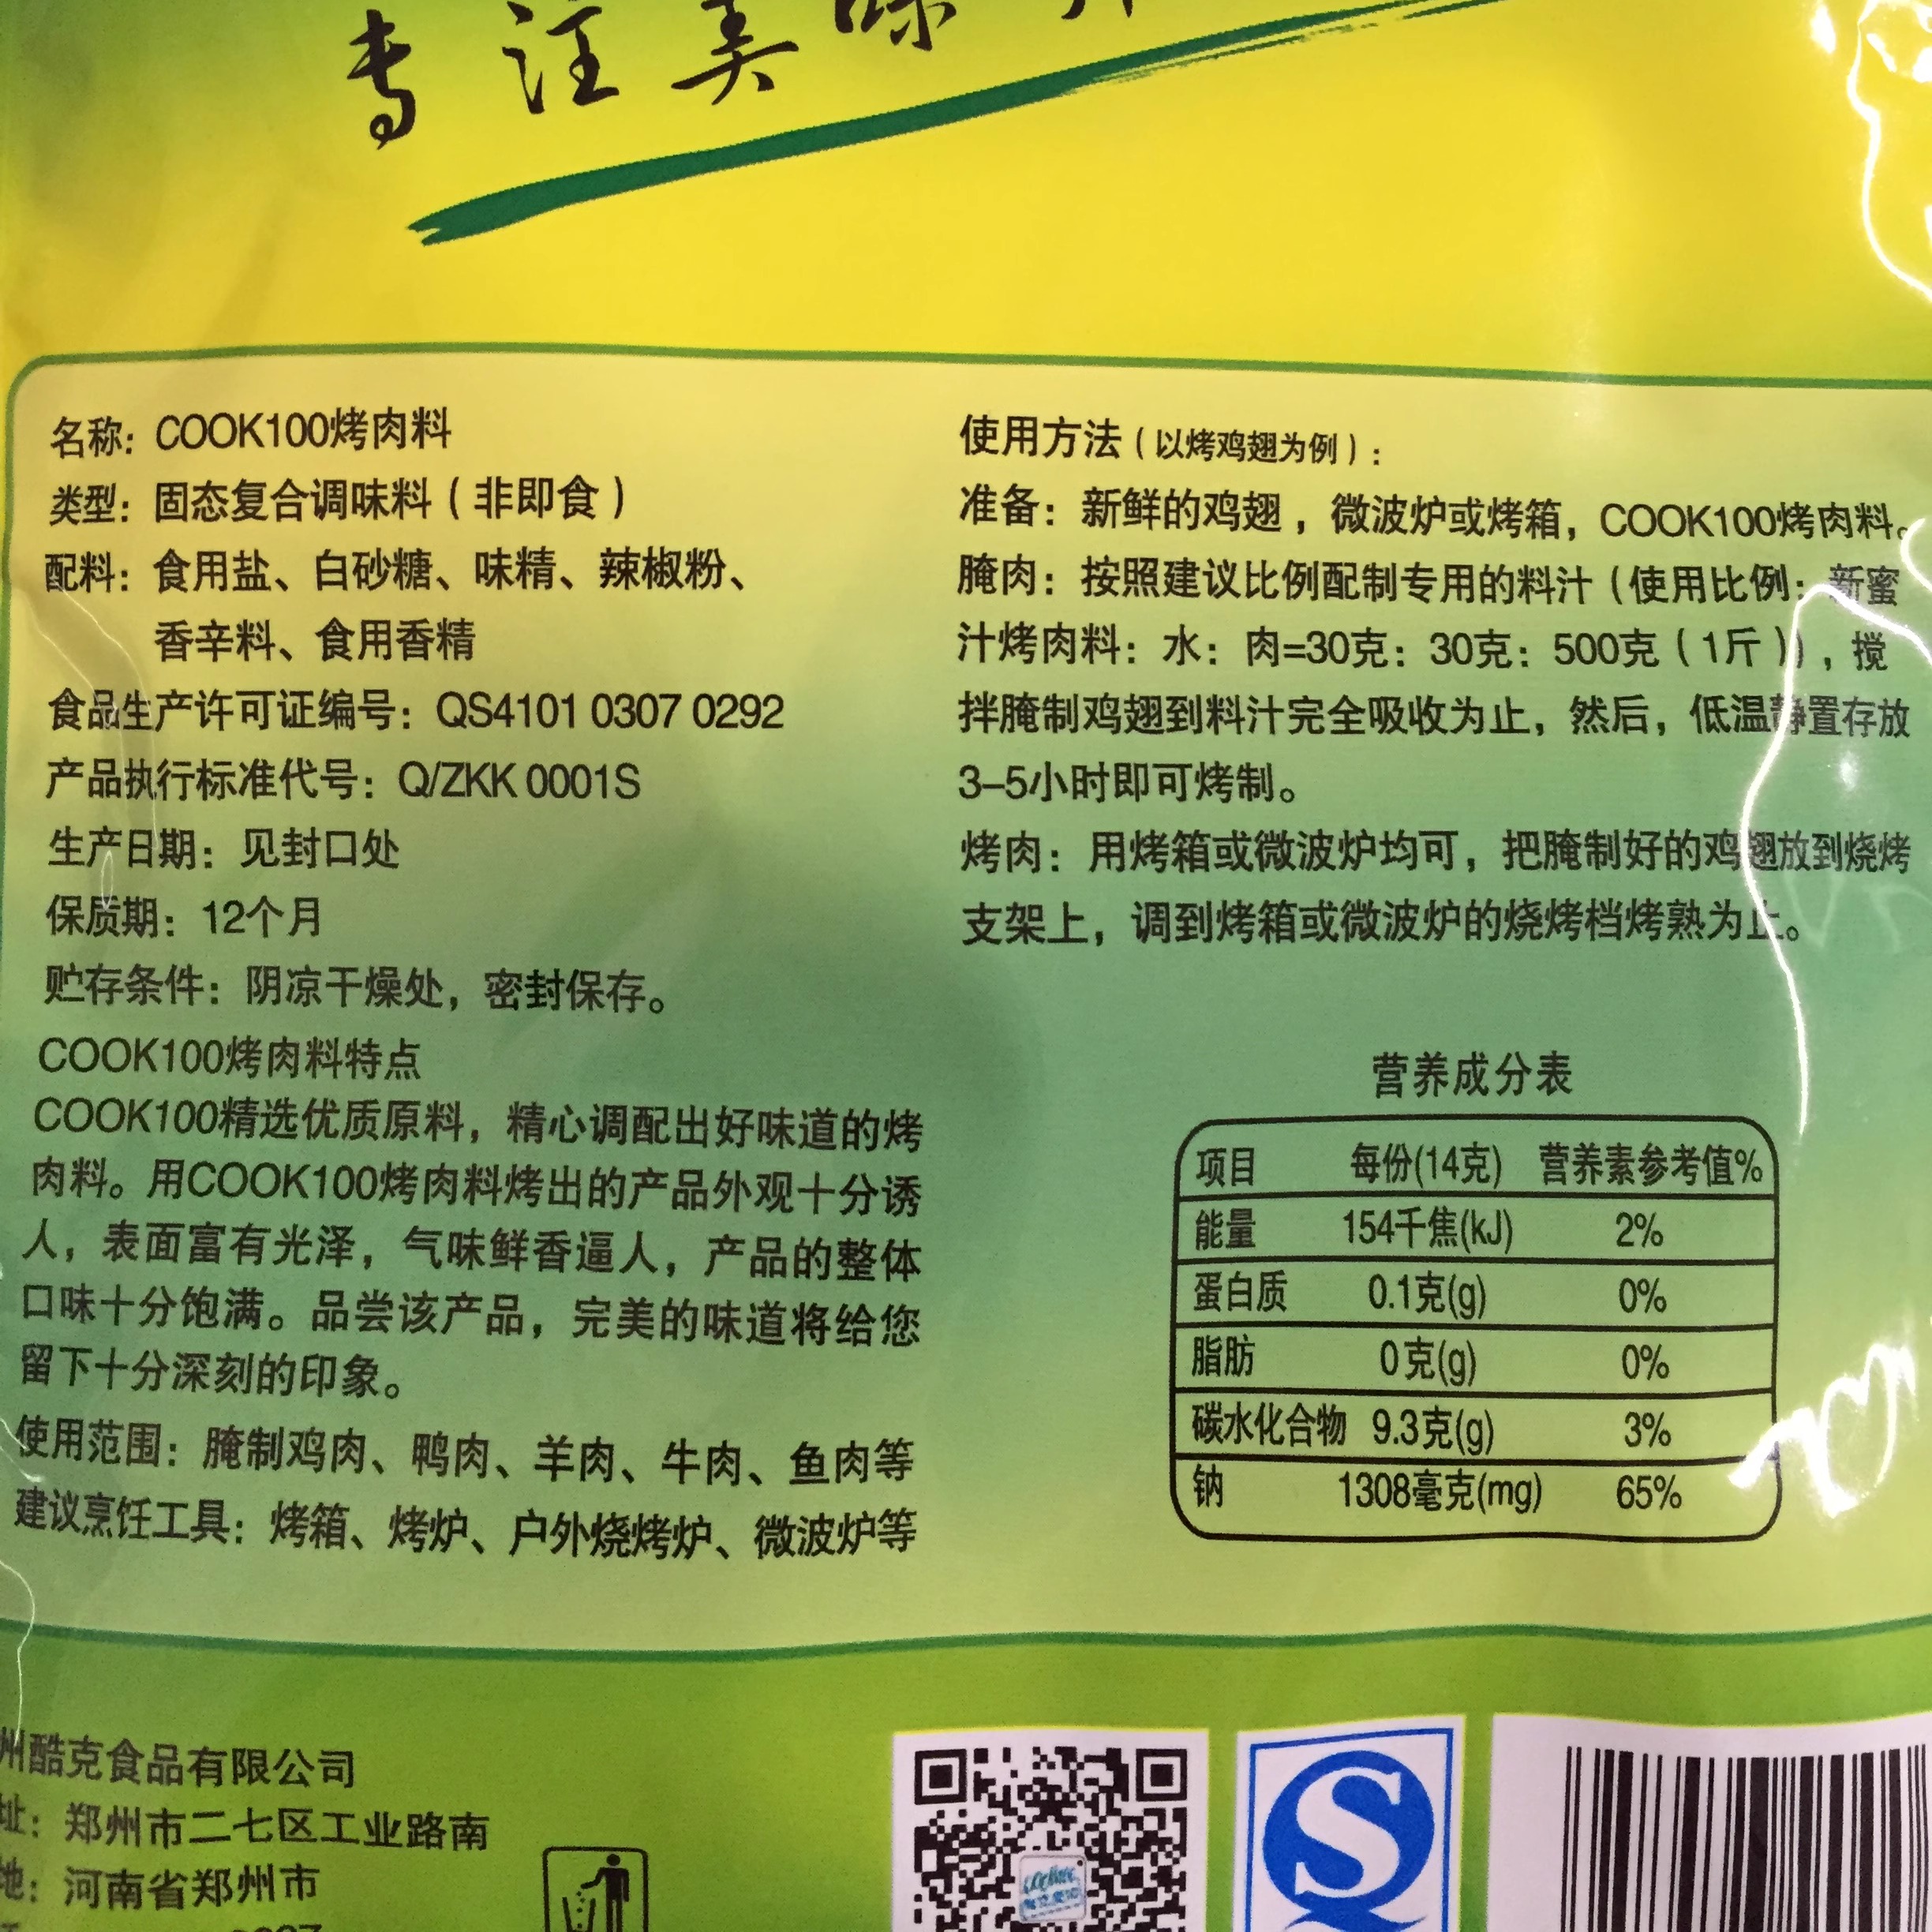 专注美味
名称：COOK100烤肉料
类型：固态复合调味料（非即食）
配料：食用盐、白砂糖、味精、辣椒粉、
香辛料、食用香精
食品生产许可证编号：QS4101 0307 0292
产品执行标准代号：Q/ZKK 0001S
生产日期：见封口处
保质期：12个月
贮存条件：阴凉干燥处，密封保存。
COOK100烤肉料特点
COOK100精选优质原料，精心调配出好味道的烤
肉料。用COOK100烤肉料烤出的产品外观十分诱
人，表面富有光泽，气味鲜香逼人，产品的整体
口味十分饱满。品尝该产品，完美的味道将给您
留下十分深刻的印象。
使用范围：腌制鸡肉、鸭肉、羊肉、牛肉、鱼肉等
建议烹饪工具：烤箱、烤炉、户外烧烤炉、微波炉等
使用方法（以烤鸡翅为例）：
准备：新鲜的鸡翅，微波炉或烤箱，COOK100烤肉料。
腌肉：按照建议比例配制专用的料汁（使用比例：新蜜
汁烤肉料：水：肉=30克：30克：500克（1斤）），搅
拌腌制鸡翅到料汁完全吸收为止，然后，低温静置存放
3–5小时即可烤制。
烤肉：用烤箱或微波炉均可，把腌制好的鸡翅放到烧烤
支架上，调到烤箱或微波炉的烧烤档烤熟为止。
营养成分表
项目 每份(14克) 营养素参考值%
能量 154千焦(kJ) 2%
蛋白质 0.1克(g) 0%
脂肪 0克(g) 0%
碳水化合物 9.3克(g) 3%
钠 1308毫克(mg) 65%
州酷克食品有限公司
址：郑州市二七区工业路南
地：河南省郑州市
S